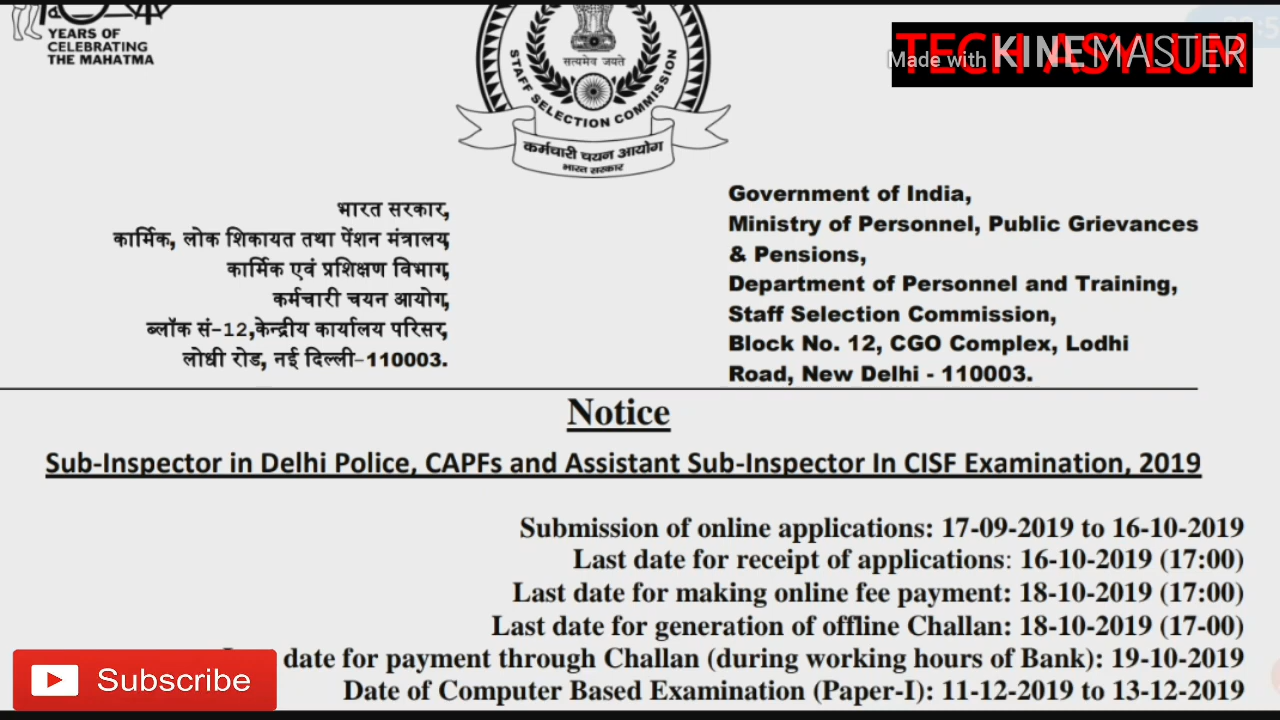 YEARS OF
CELEBRATING
THE MAHATMA
सत्यमेव जयते
STAFF SELECTION COMMISSION
कर्मचारी चयन आयोग
भारत सरकार
TECH ASYLUM
Made with KINEMASTER
भारत सरकार,
कार्मिक, लोक शिकायत तथा पेंशन मंत्रालय,
कार्मिक एवं प्रशिक्षण विभाग,
कर्मचारी चयन आयोग,
ब्लॉक सं-12,केन्द्रीय कार्यालय परिसर,
लोधी रोड, नई दिल्ली-110003.
Government of India,
Ministry of Personnel, Public Grievances
& Pensions,
Department of Personnel and Training,
Staff Selection Commission,
Block No. 12, CGO Complex, Lodhi
Road, New Delhi - 110003.
Notice
Sub-Inspector in Delhi Police, CAPFs and Assistant Sub-Inspector In CISF Examination, 2019
Submission of online applications: 17-09-2019 to 16-10-2019
Last date for receipt of applications: 16-10-2019 (17:00)
Last date for making online fee payment: 18-10-2019 (17:00)
Last date for generation of offline Challan: 18-10-2019 (17-00)
date for payment through Challan (during working hours of Bank): 19-10-2019
Date of Computer Based Examination (Paper-I): 11-12-2019 to 13-12-2019
Subscribe